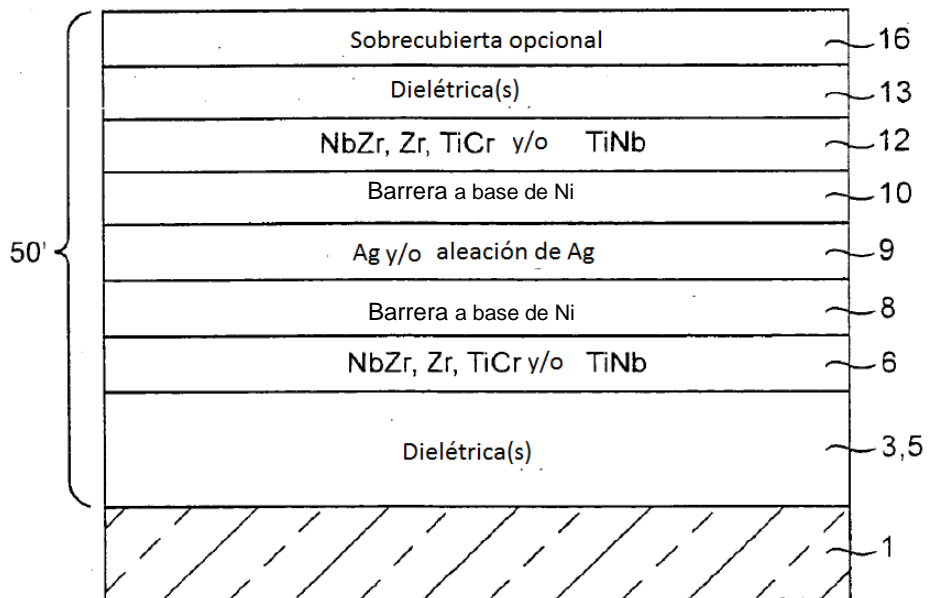 Sobrecubierta opcional 16
Dielétrica(s) 13
NbZr, Zr, TiCr y/o TiNb 12
Barrera a base de Ni 10
50' Ag y/o aleación de Ag 9
Barrera a base de Ni 8
NbZr, Zr, TiCr y/o TiNb 6
Dielétrica(s) 3,5
1